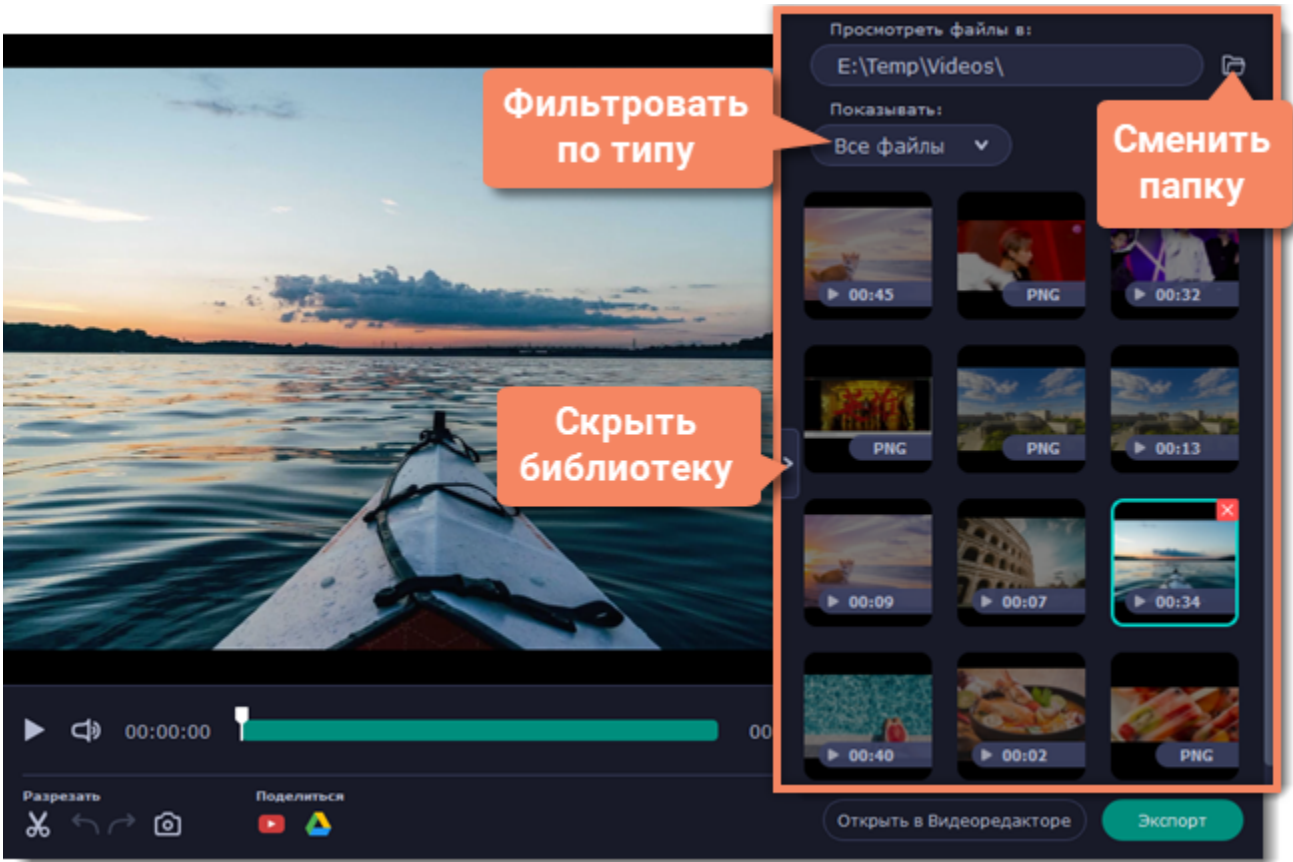 Просмотреть файлы в:
E:\Temp\Videos\
Фильтровать
по типу
Показывать:
Все файлы
Сменить
папку
00:45
PNG
00:32
Скрыть
библиотеку
PNG
PNG
00:13
00:09
00:07
00:34
00:40
00:02
PNG
00:00:00
00
Разрезать
Поделиться
Открыть в Видеоредакторе
Экспорт